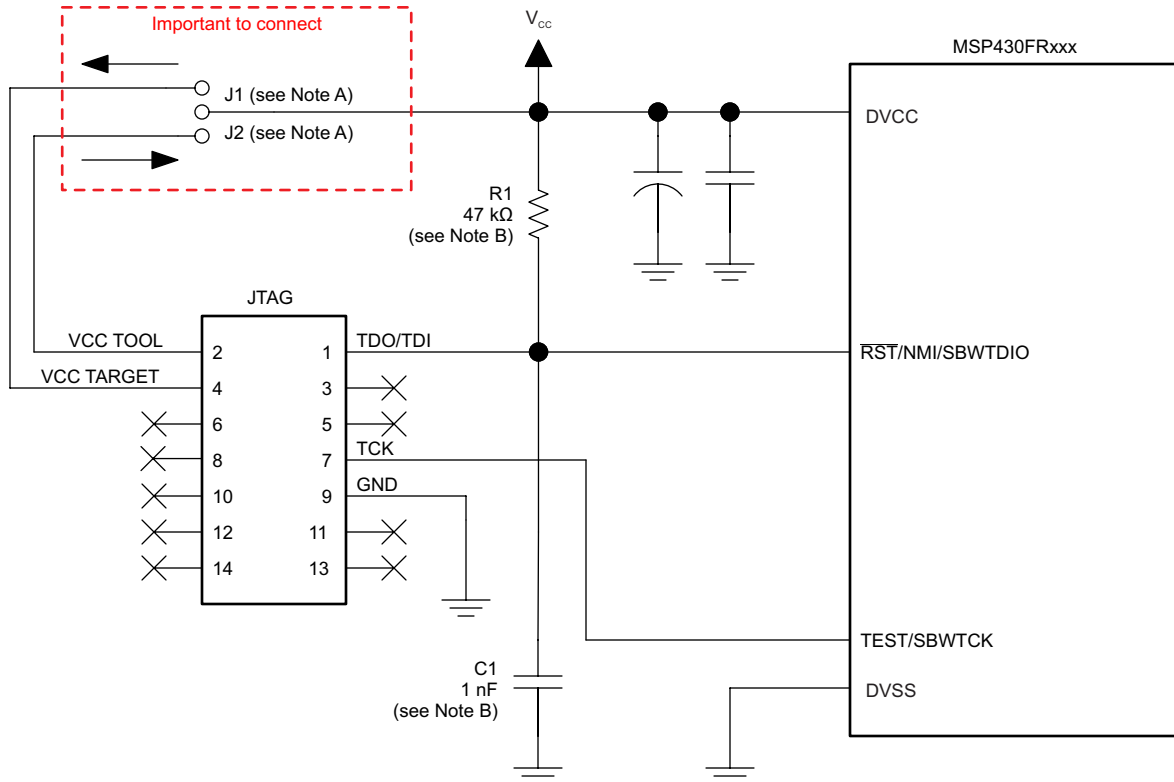 Important to connect
V_CC
MSP430FRxxx
J1 (see Note A)
J2 (see Note A)
DVCC
R1
47 kΩ
(see Note B)
JTAG
VCC TOOL
2
1
TDO/TDI
R̅S̅T̅/NMI/SBWTDIO
VCC TARGET
4
3
6
5
8
7
TCK
10
9
GND
12
11
14
13
TEST/SBWTCK
C1
1 nF
(see Note B)
DVSS